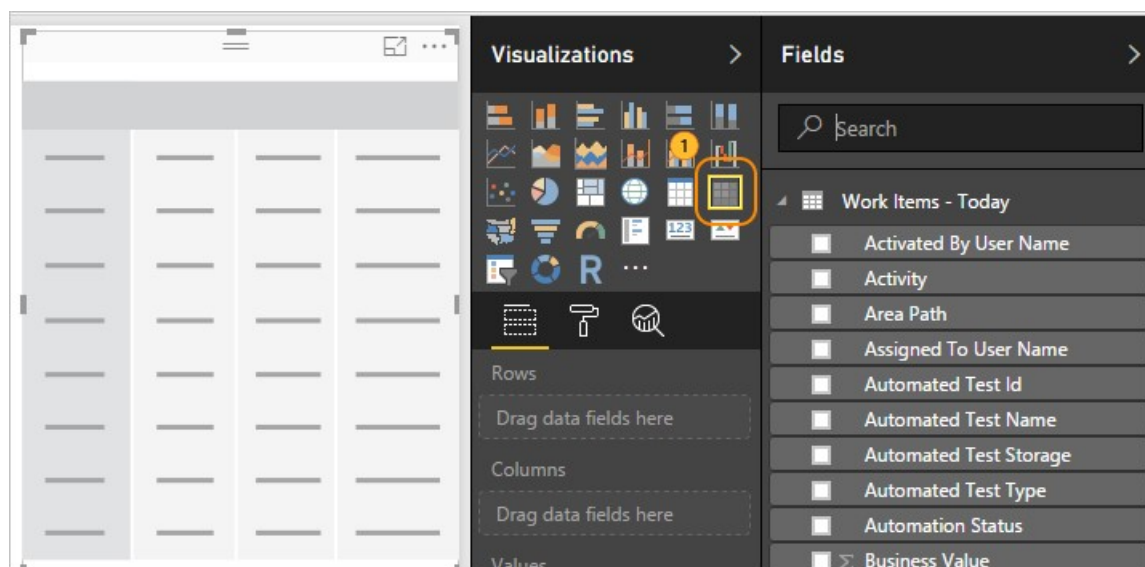 Visualizations
Fields
Search
1
123
R
Work Items - Today
Activated By User Name
Activity
Area Path
Assigned To User Name
Automated Test Id
Automated Test Name
Automated Test Storage
Automated Test Type
Automation Status
Σ Business Value
Rows
Drag data fields here
Columns
Drag data fields here
Values